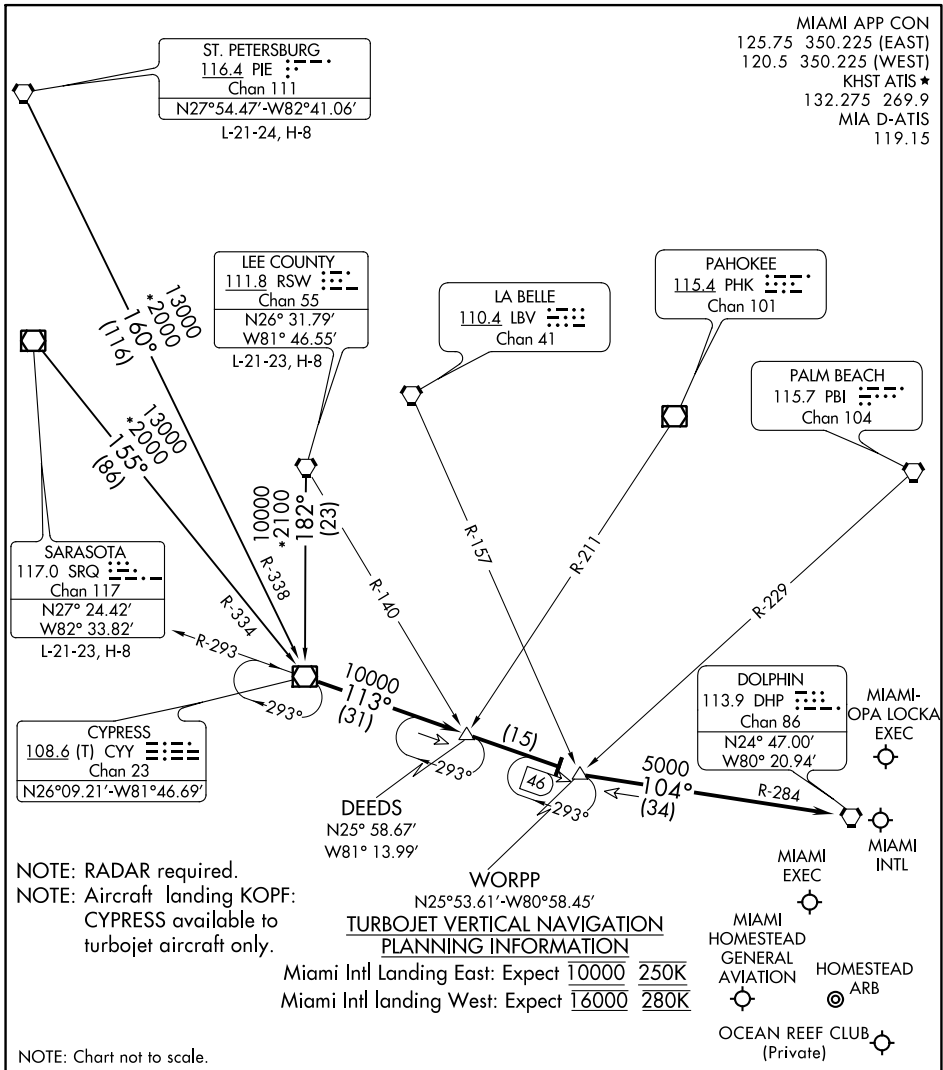 MIAMI APP CON
125.75 350.225 (EAST)
120.5 350.225 (WEST)
KHST ATIS ★
132.275 269.9
MIA D-ATIS
119.15
ST. PETERSBURG
116.4 PIE
Chan 111
N27°54.47′-W82°41.06′
L-21-24, H-8
LEE COUNTY
111.8 RSW
Chan 55
N26° 31.79′
W81° 46.55′
L-21-23, H-8
LA BELLE
110.4 LBV
Chan 41
PAHOKEE
115.4 PHK
Chan 101
PALM BEACH
115.7 PBI
Chan 104
13000
*2000
160°
(116)
13000
*2000
155°
(86)
10000
*2100
182°
(23)
R-338
R-334
R-140
R-157
R-211
R-229
SARASOTA
117.0 SRQ
Chan 117
N27° 24.42′
W82° 33.82′
L-21-23, H-8
R-293
293°
10000
113°
(31)
293°
(15)
46
293°
5000
104°
(34)
R-284
CYPRESS
108.6 (T) CYY
Chan 23
N26°09.21′-W81°46.69′
DOLPHIN
113.9 DHP
Chan 86
N24° 47.00′
W80° 20.94′
MIAMI-
OPA LOCKA
EXEC
DEEDS
N25° 58.67′
W81° 13.99′
WORPP
N25°53.61′-W80°58.45′
MIAMI
INTL
MIAMI
EXEC
MIAMI
HOMESTEAD
GENERAL
AVIATION
HOMESTEAD
ARB
OCEAN REEF CLUB
(Private)
NOTE: RADAR required.
NOTE: Aircraft landing KOPF:
CYPRESS available to
turbojet aircraft only.
TURBOJET VERTICAL NAVIGATION
PLANNING INFORMATION
Miami Intl Landing East: Expect 10000 250K
Miami Intl landing West: Expect 16000 280K
NOTE: Chart not to scale.